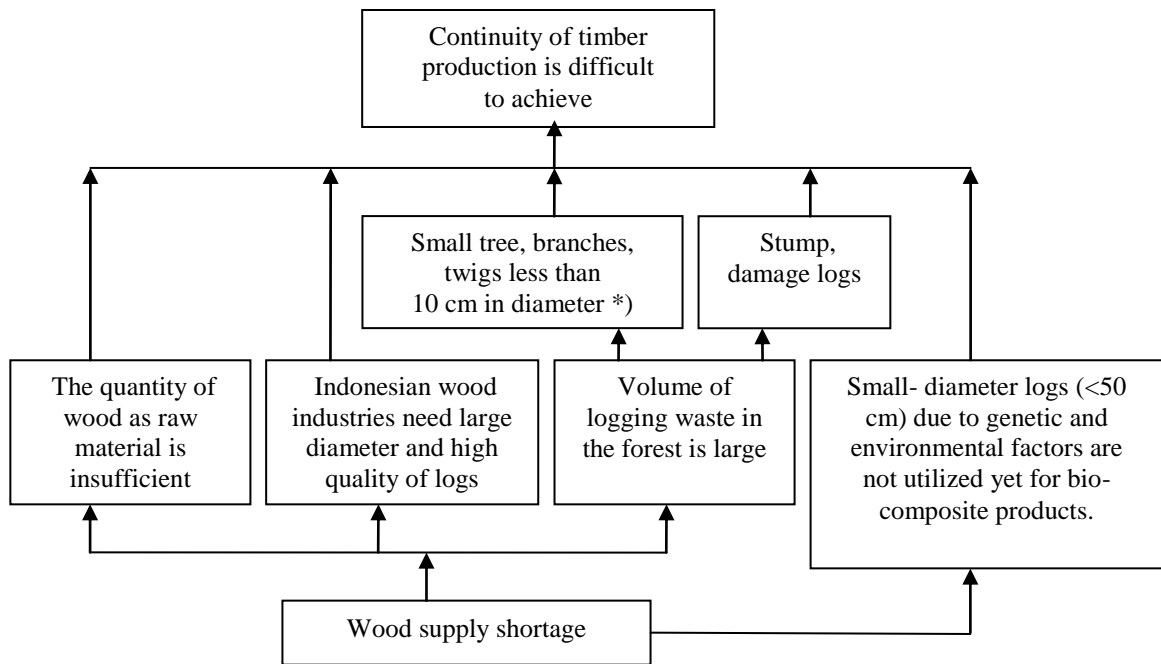 Continuity of timber
production is difficult
to achieve
Small tree, branches,
twigs less than
10 cm in diameter *)
Stump,
damage logs
The quantity of
wood as raw
material is
insufficient
Indonesian wood
industries need large
diameter and high
quality of logs
Volume of
logging waste in
the forest is large
Small- diameter logs (<50
cm) due to genetic and
environmental factors are
not utilized yet for bio-
composite products.
Wood supply shortage